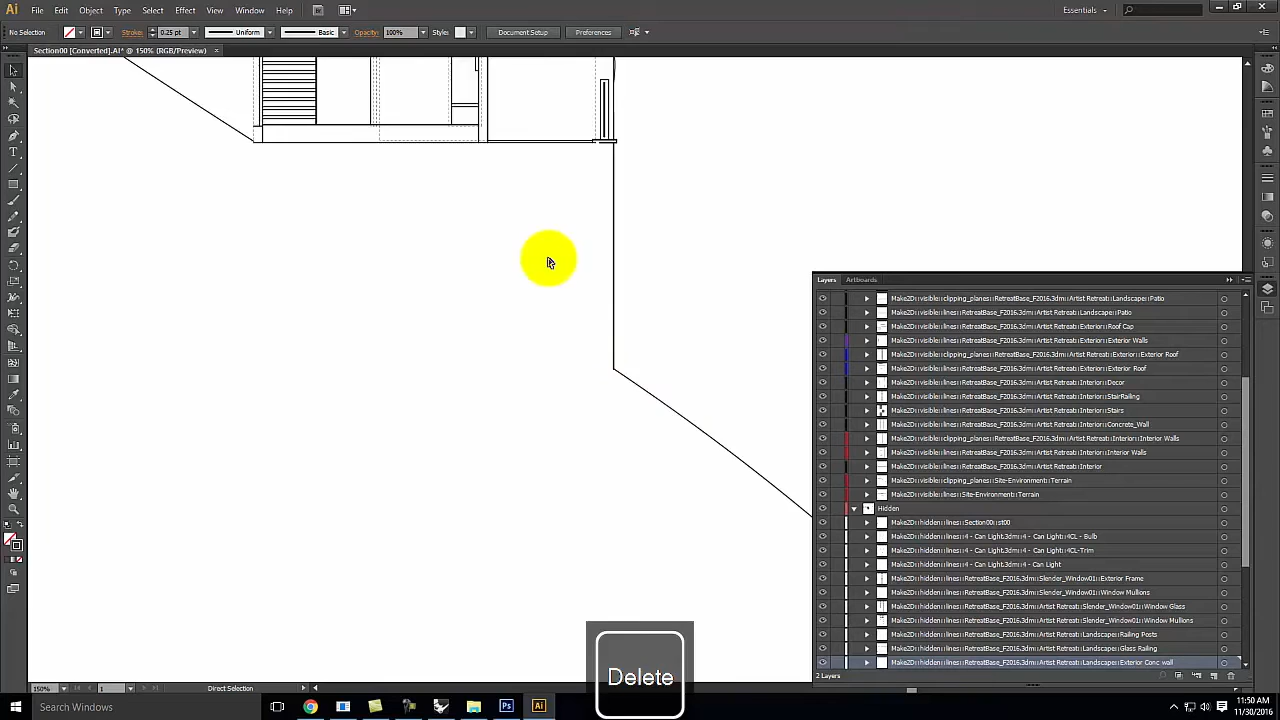 Ai File Edit Object Type Select Effect View Window Help Br Essentials
No Selection Stroke: 0.25 pt Uniform Basic Opacity: 100% Styles Document Setup Preferences
Section00 [Converted].AI* @ 150% (RGB/Preview) ×
Layers Artboards
Make2D::visible::clipping_planes::RetreatBase_F2016.3dm::Artist Retreat::Landscape::Patio
Make2D::visible::lines::RetreatBase_F2016.3dm::Artist Retreat::Landscape::Patio
Make2D::visible::lines::RetreatBase_F2016.3dm::Artist Retreat::Exterior::Roof Cap
Make2D::visible::lines::RetreatBase_F2016.3dm::Artist Retreat::Exterior::Exterior Walls
Make2D::visible::clipping_planes::RetreatBase_F2016.3dm::Artist Retreat::Exterior::Exterior Roof
Make2D::visible::lines::RetreatBase_F2016.3dm::Artist Retreat::Exterior::Exterior Roof
Make2D::visible::lines::RetreatBase_F2016.3dm::Artist Retreat::Interior::Decor
Make2D::visible::lines::RetreatBase_F2016.3dm::Artist Retreat::Interior::StairRailing
Make2D::visible::lines::RetreatBase_F2016.3dm::Artist Retreat::Interior::Stairs
Make2D::visible::lines::RetreatBase_F2016.3dm::Artist Retreat::Interior::Concrete_Wall
Make2D::visible::clipping_planes::RetreatBase_F2016.3dm::Artist Retreat::Interior::Interior Walls
Make2D::visible::lines::RetreatBase_F2016.3dm::Artist Retreat::Interior::Interior Walls
Make2D::visible::lines::RetreatBase_F2016.3dm::Artist Retreat::Interior
Make2D::visible::clipping_planes::Site-Environment::Terrain
Make2D::visible::lines::Site-Environment::Terrain
Hidden
Make2D::hidden::lines::Section00::st00
Make2D::hidden::lines::4 - Can Light.3dm::4 - Can Light::4CL - Bulb
Make2D::hidden::lines::4 - Can Light.3dm::4 - Can Light::4CL-Trim
Make2D::hidden::lines::4 - Can Light.3dm::4 - Can Light
Make2D::hidden::lines::RetreatBase_F2016.3dm::Slender_Window01::Exterior Frame
Make2D::hidden::lines::RetreatBase_F2016.3dm::Slender_Window01::Window Mullions
Make2D::hidden::lines::RetreatBase_F2016.3dm::Artist Retreat::Slender_Window01::Window Glass
Make2D::hidden::lines::RetreatBase_F2016.3dm::Artist Retreat::Slender_Window01::Window Mullions
Make2D::hidden::lines::RetreatBase_F2016.3dm::Artist Retreat::Landscape::Railing Posts
Make2D::hidden::lines::RetreatBase_F2016.3dm::Artist Retreat::Landscape::Glass Railing
Make2D::hidden::lines::RetreatBase_F2016.3dm::Artist Retreat::Landscape::Exterior Conc wall
2 Layers
Delete
150% 1 Direct Selection
Search Windows Ps Ai 11:50 AM
11/30/2016